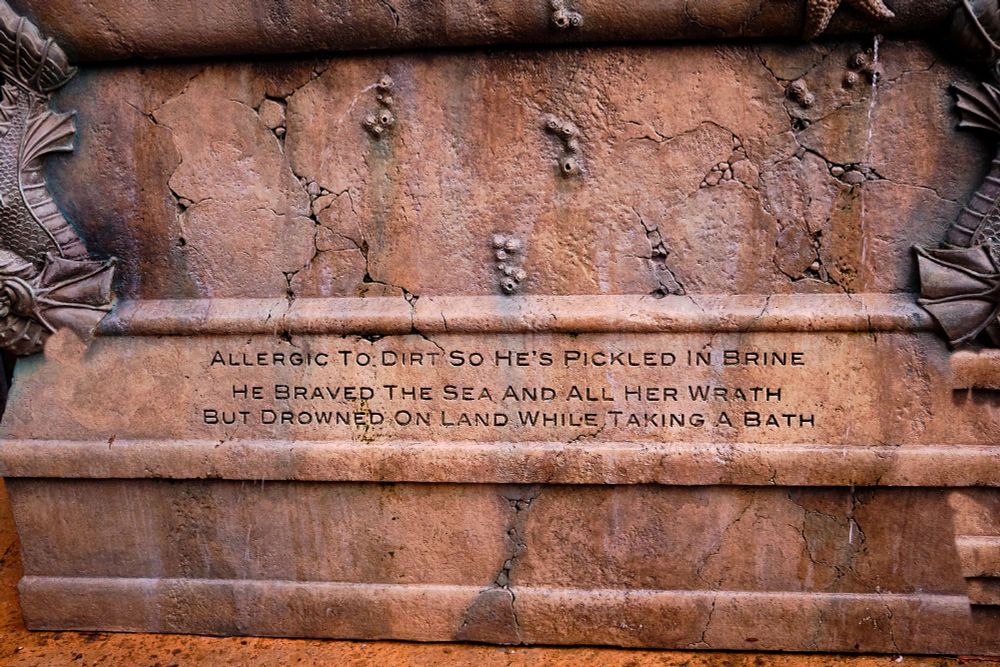 Allergic To Dirt So He's Pickled In Brine
He Braved The Sea And All Her Wrath
But Drowned On Land While Taking A Bath